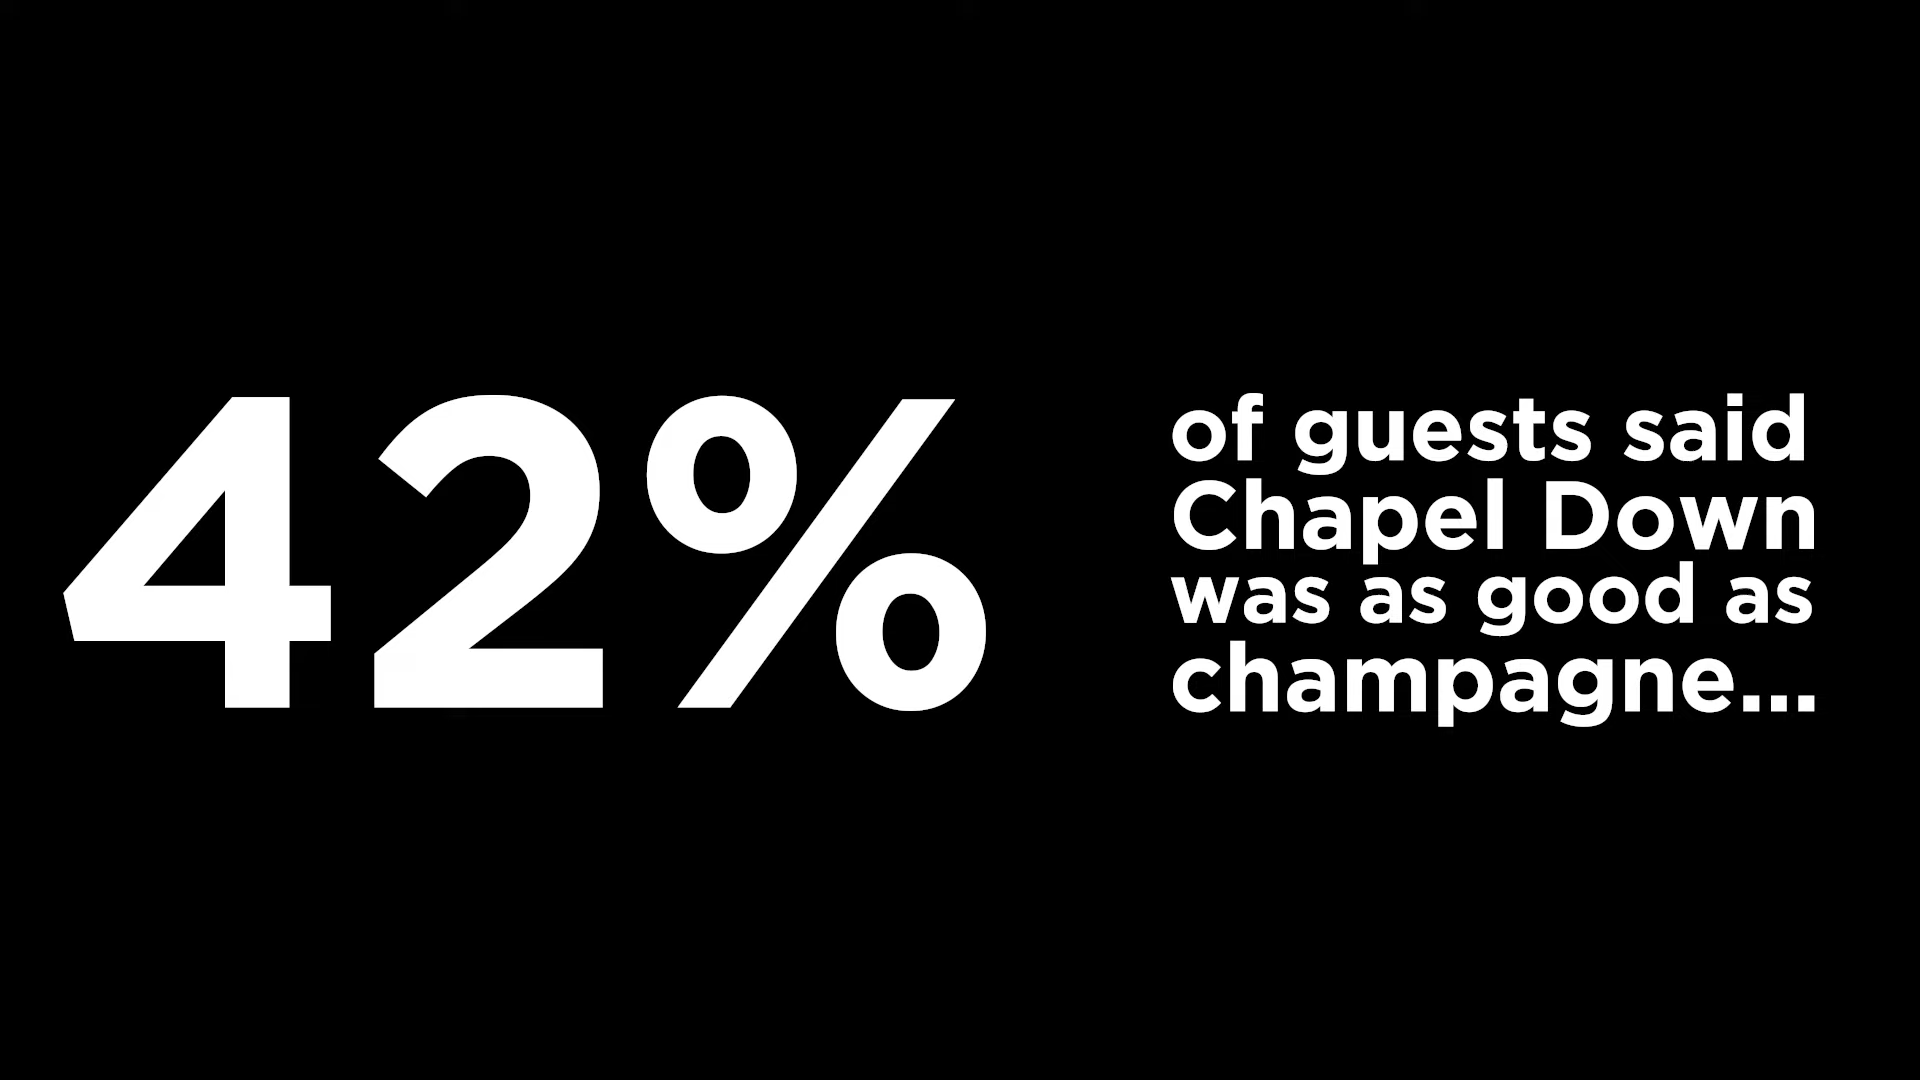 42%
of guests said
Chapel Down
was as good as
champagne...